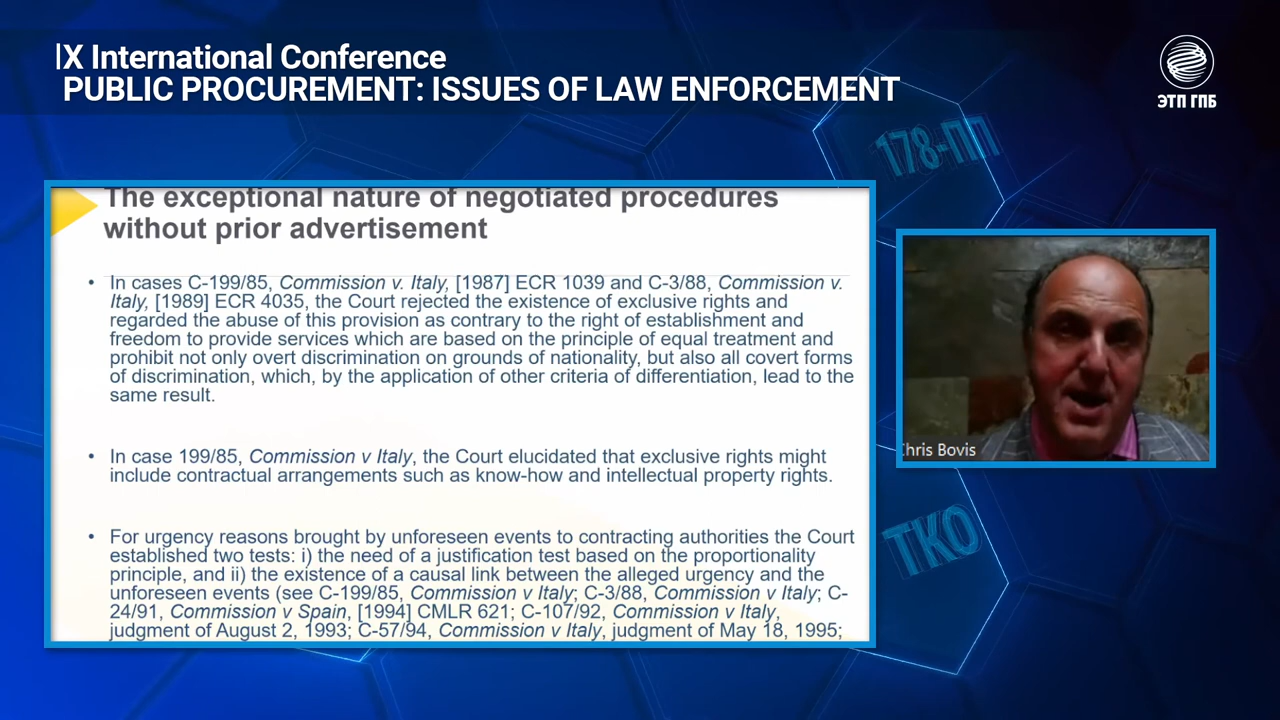 IX International Conference
PUBLIC PROCUREMENT: ISSUES OF LAW ENFORCEMENT
ЭТП ГПБ
178-ПП
The exceptional nature of negotiated procedures
without prior advertisement
• In cases C-199/85, Commission v. Italy, [1987] ECR 1039 and C-3/88, Commission v.
Italy, [1989] ECR 4035, the Court rejected the existence of exclusive rights and
regarded the abuse of this provision as contrary to the right of establishment and
freedom to provide services which are based on the principle of equal treatment and
prohibit not only overt discrimination on grounds of nationality, but also all covert forms
of discrimination, which, by the application of other criteria of differentiation, lead to the
same result.
• In case 199/85, Commission v Italy, the Court elucidated that exclusive rights might
include contractual arrangements such as know-how and intellectual property rights.
• For urgency reasons brought by unforeseen events to contracting authorities the Court
established two tests: i) the need of a justification test based on the proportionality
principle, and ii) the existence of a causal link between the alleged urgency and the
unforeseen events (see C-199/85, Commission v Italy; C-3/88, Commission v Italy; C-
24/91, Commission v Spain, [1994] CMLR 621; C-107/92, Commission v Italy,
judgment of August 2, 1993; C-57/94, Commission v Italy, judgment of May 18, 1995;
Chris Bovis
ТКО